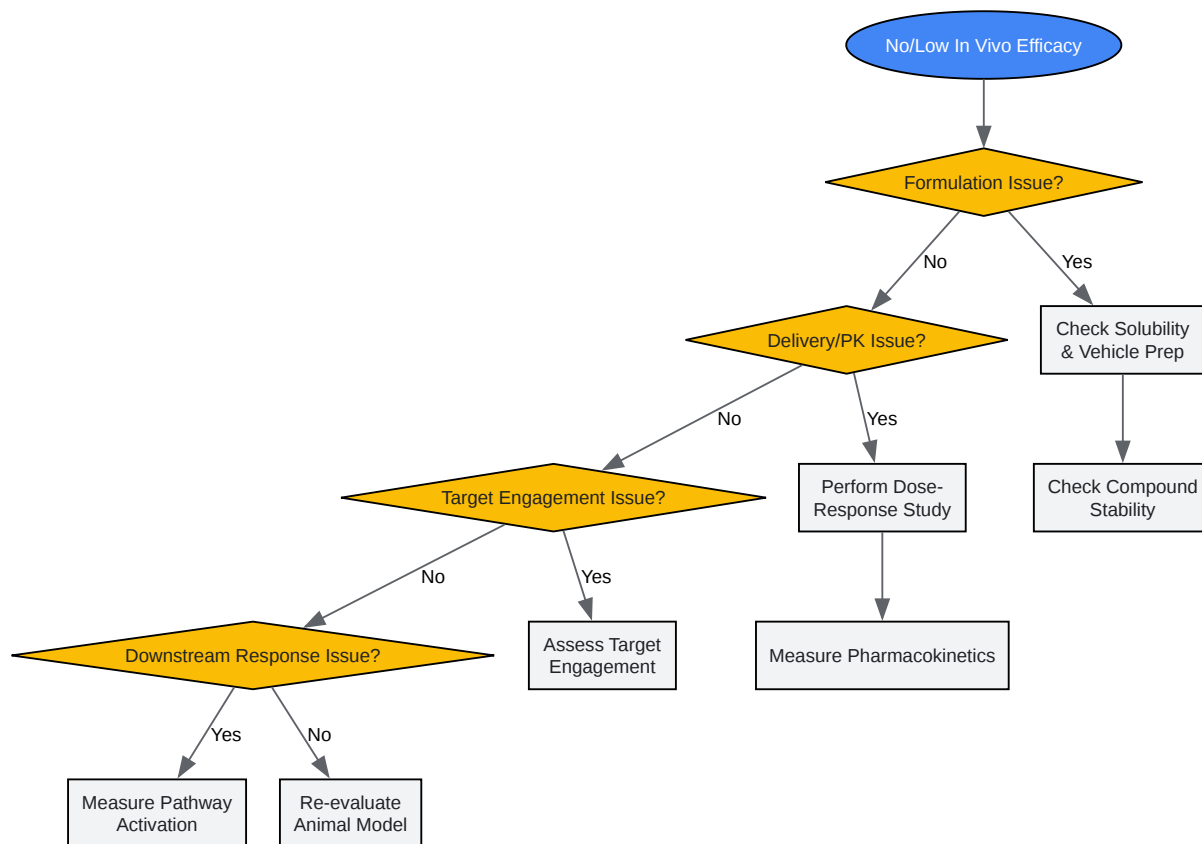 No/Low In Vivo Efficacy
Formulation Issue?
No
Yes
Delivery/PK Issue?
Check Solubility
& Vehicle Prep
No
Yes
Target Engagement Issue?
Perform Dose-
Response Study
Check Compound
Stability
No
Yes
Downstream Response Issue?
Assess Target
Engagement
Measure Pharmacokinetics
Yes
No
Measure Pathway
Activation
Re-evaluate
Animal Model